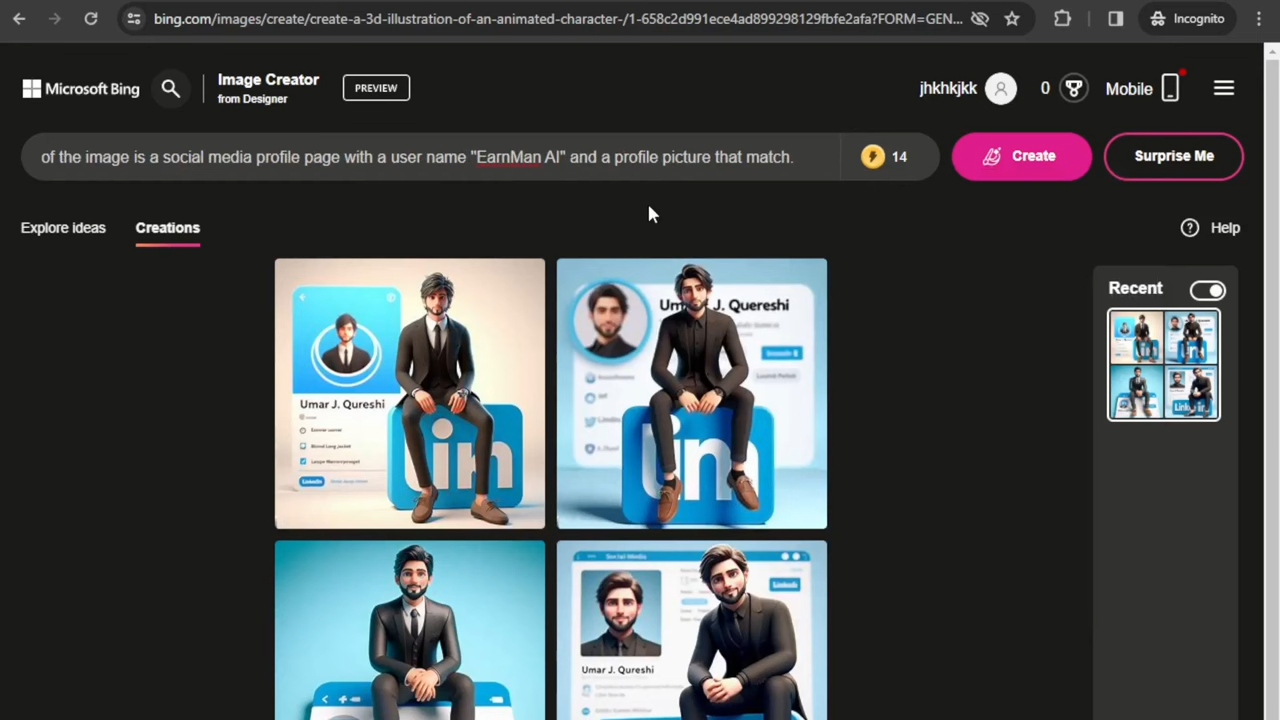 bing.com/images/create/create-a-3d-illustration-of-an-animated-character-/1-658c2d991ece4ad899298129fbfe2afa?FORM=GEN...
Incognito
Microsoft Bing
Image Creator
from Designer
PREVIEW
jhkhkjkk
0
Mobile
of the image is a social media profile page with a user name "EarnMan AI" and a profile picture that match.
14
Create
Surprise Me
Explore ideas
Creations
Help
Recent
Umar J. Qureshi
in
Um
J. Quereshi
in
Umar J. Qureshi